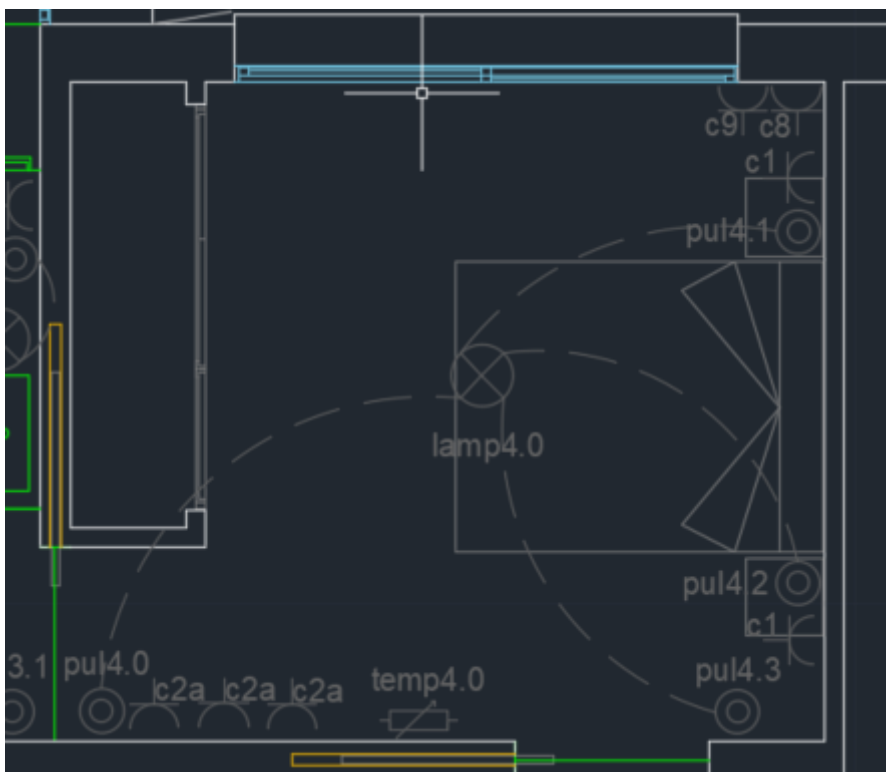 c9 c8
c1
pul4.1
lamp4.0
pul4.2
c1
3.1 pul4.0
c2a c2a c2a
temp4.0
pul4.3